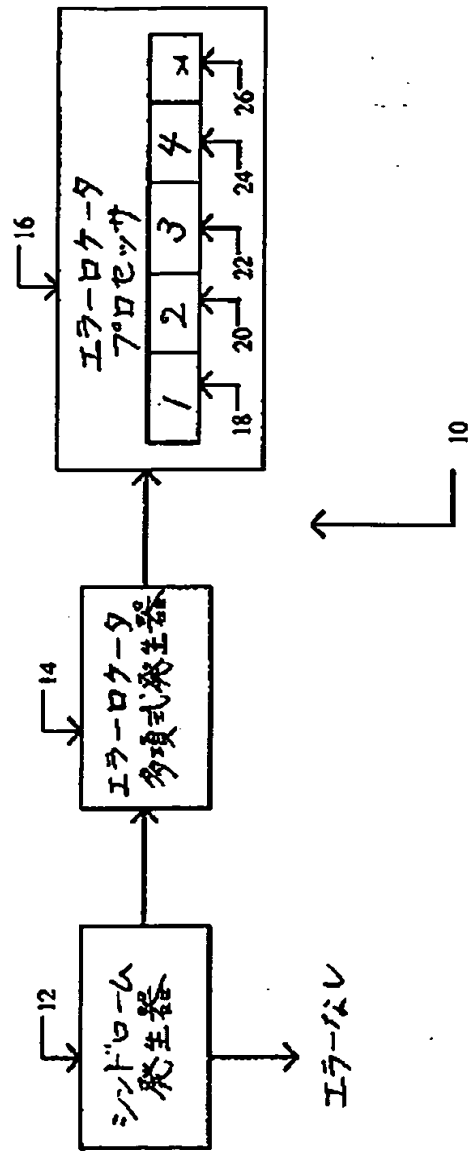 12
シンドローム
発生器
エラーなし
14
エラーロケータ
多項式発生器
16
エラーロケータ
プロセッサ
1 2 3 4 x
18 20 22 24 26
10